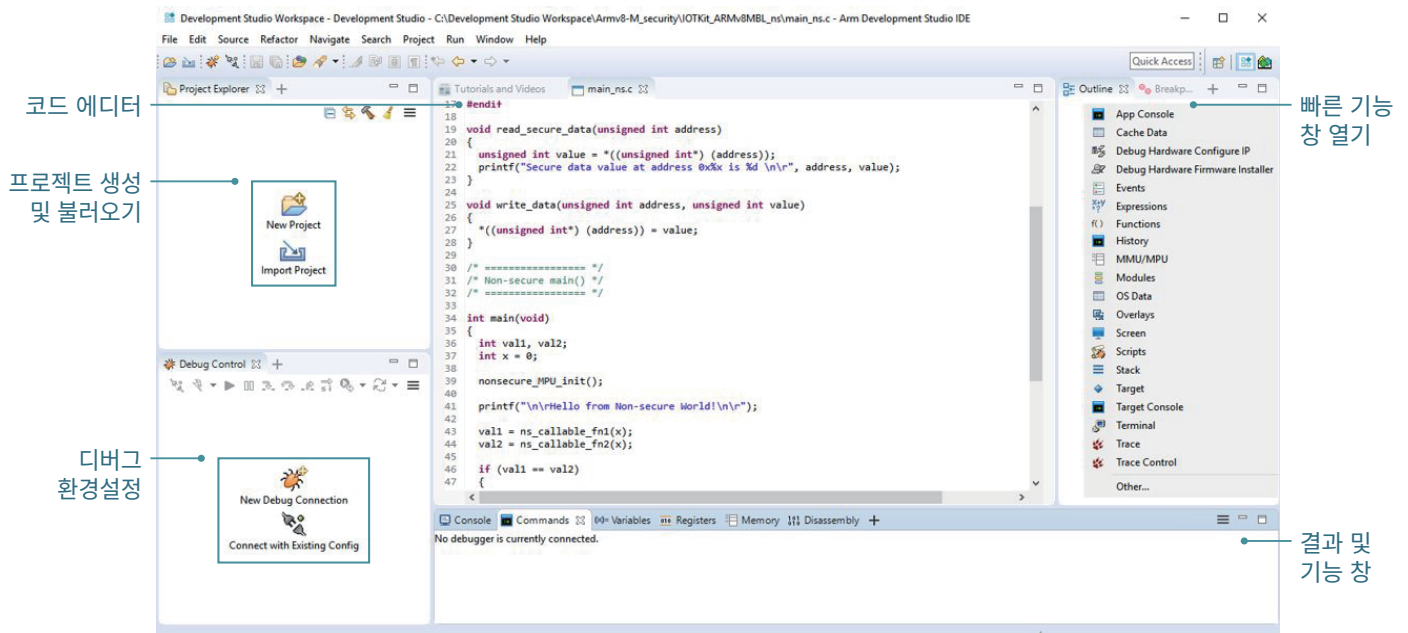 Development Studio Workspace - Development Studio - C:\Development Studio Workspace\Armv8-M_security\IOTKit_ARMv8MBL_ns\main_ns.c - Arm Development Studio IDE
File Edit Source Refactor Navigate Search Project Run Window Help
Quick Access
코드 에디터
프로젝트 생성
및 불러오기
디버그
환경설정
Project Explorer
New Project
Import Project
Debug Control
New Debug Connection
Connect with Existing Config
Tutorials and Videos main_ns.c
17 #endif
18
19 void read_secure_data(unsigned int address)
20 {
21 unsigned int value = *((unsigned int*) (address));
22 printf("Secure data value at address 0x%x is %d \n\r", address, value);
23 }
24
25 void write_data(unsigned int address, unsigned int value)
26 {
27 *((unsigned int*) (address)) = value;
28 }
29
30 /* ================= */
31 /* Non-secure main() */
32 /* ================= */
33
34 int main(void)
35 {
36 int val1, val2;
37 int x = 0;
38
39 nonsecure_MPU_init();
40
41 printf("\n\rHello from Non-secure World!\n\r");
42
43 val1 = ns_callable_fn1(x);
44 val2 = ns_callable_fn2(x);
45
46 if (val1 == val2)
47 {
Console Commands (x)= Variables Registers Memory Disassembly
No debugger is currently connected.
Outline Breakp...
App Console
Cache Data
Debug Hardware Configure IP
Debug Hardware Firmware Installer
Events
Expressions
f() Functions
History
MMU/MPU
Modules
OS Data
Overlays
Screen
Scripts
Stack
Target
Target Console
Terminal
Trace
Trace Control
Other...
빠른 기능
창 열기
결과 및
기능 창